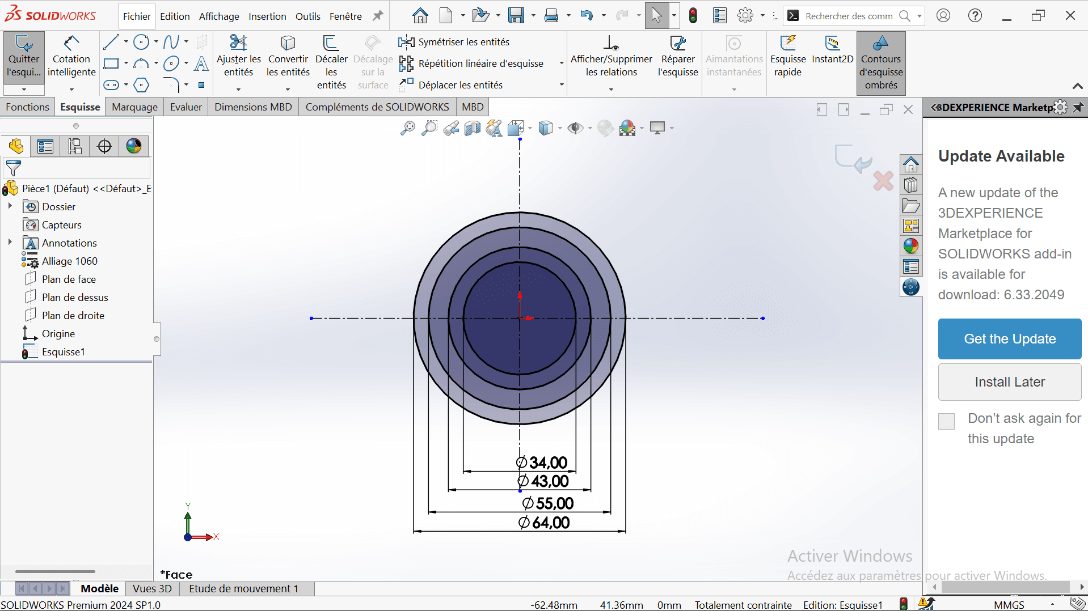 SOLIDWORKS Fichier Edition Affichage Insertion Outils Fenêtre Rechercher des comm
Quitter l'esqui...
Cotation intelligente
Ajuster les entités
Convertir les entités
Décaler les entités
Décalage sur la surface
Symétriser les entités
Répétition linéaire d'esquisse
Déplacer les entités
Afficher/Supprimer les relations
Réparer l'esquisse
Aimantations instantanées
Esquisse rapide
Instant2D
Contours d'esquisse ombrés
Fonctions Esquisse Marquage Evaluer Dimensions MBD Compléments de SOLIDWORKS MBD
Pièce1 (Défaut) <<Défaut>_E
Dossier
Capteurs
Annotations
Alliage 1060
Plan de face
Plan de dessus
Plan de droite
Origine
Esquisse1
∅34,00
∅43,00
∅55,00
∅64,00
Y
X
*Face
3DEXPERIENCE Marketp
Update Available
A new update of the
3DEXPERIENCE
Marketplace for
SOLIDWORKS add-in
is available for
download: 6.33.2049
Get the Update
Install Later
Don't ask again for
this update
Activer Windows
Accédez aux paramètres pour activer Windows.
Modèle Vues 3D Etude de mouvement 1
SOLIDWORKS Premium 2024 SP1.0 -62.48mm 41.36mm 0mm Totalement contrainte Edition: Esquisse1 MMGS